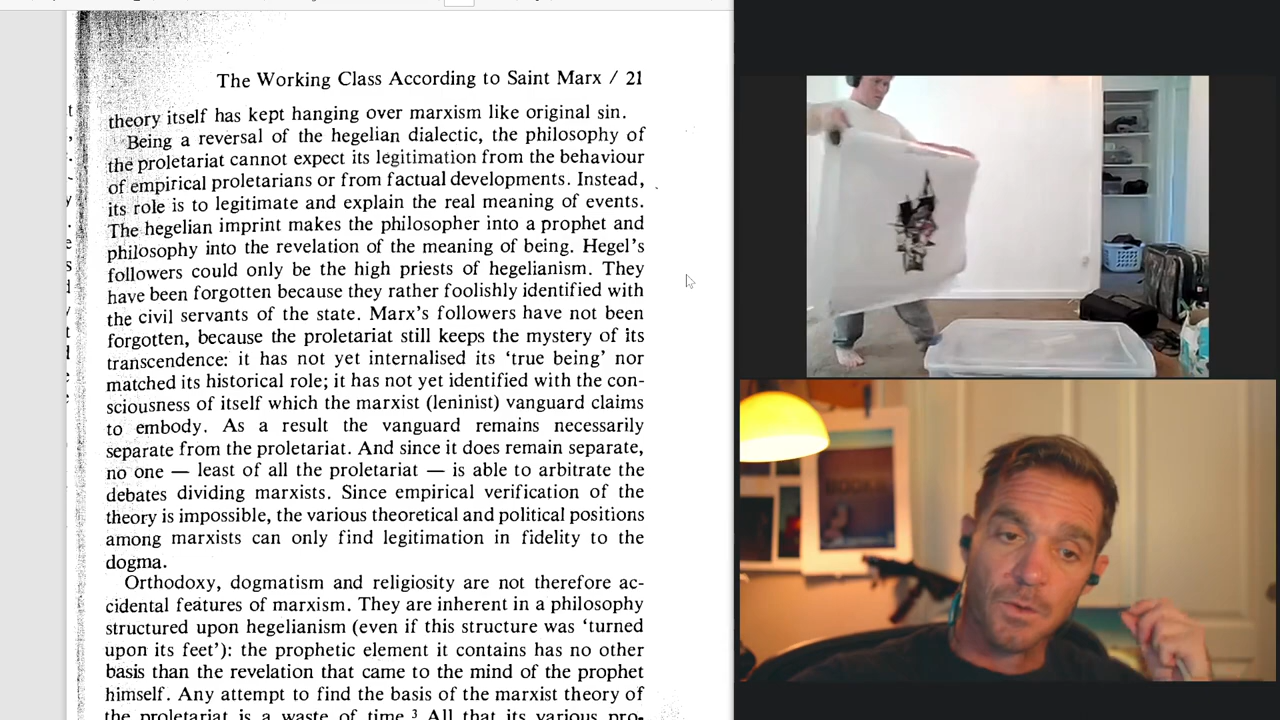 The Working Class According to Saint Marx / 21
theory itself has kept hanging over marxism like original sin.
Being a reversal of the hegelian dialectic, the philosophy of
the proletariat cannot expect its legitimation from the behaviour
of empirical proletarians or from factual developments. Instead,
its role is to legitimate and explain the real meaning of events.
The hegelian imprint makes the philosopher into a prophet and
philosophy into the revelation of the meaning of being. Hegel's
followers could only be the high priests of hegelianism. They
have been forgotten because they rather foolishly identified with
the civil servants of the state. Marx's followers have not been
forgotten, because the proletariat still keeps the mystery of its
transcendence: it has not yet internalised its 'true being' nor
matched its historical role; it has not yet identified with the con-
sciousness of itself which the marxist (leninist) vanguard claims
to embody. As a result the vanguard remains necessarily
separate from the proletariat. And since it does remain separate,
no one — least of all the proletariat — is able to arbitrate the
debates dividing marxists. Since empirical verification of the
theory is impossible, the various theoretical and political positions
among marxists can only find legitimation in fidelity to the
dogma.
Orthodoxy, dogmatism and religiosity are not therefore ac-
cidental features of marxism. They are inherent in a philosophy
structured upon hegelianism (even if this structure was 'turned
upon its feet'): the prophetic element it contains has no other
basis than the revelation that came to the mind of the prophet
himself. Any attempt to find the basis of the marxist theory of
the proletariat is a waste of time.³ All that its various pro-